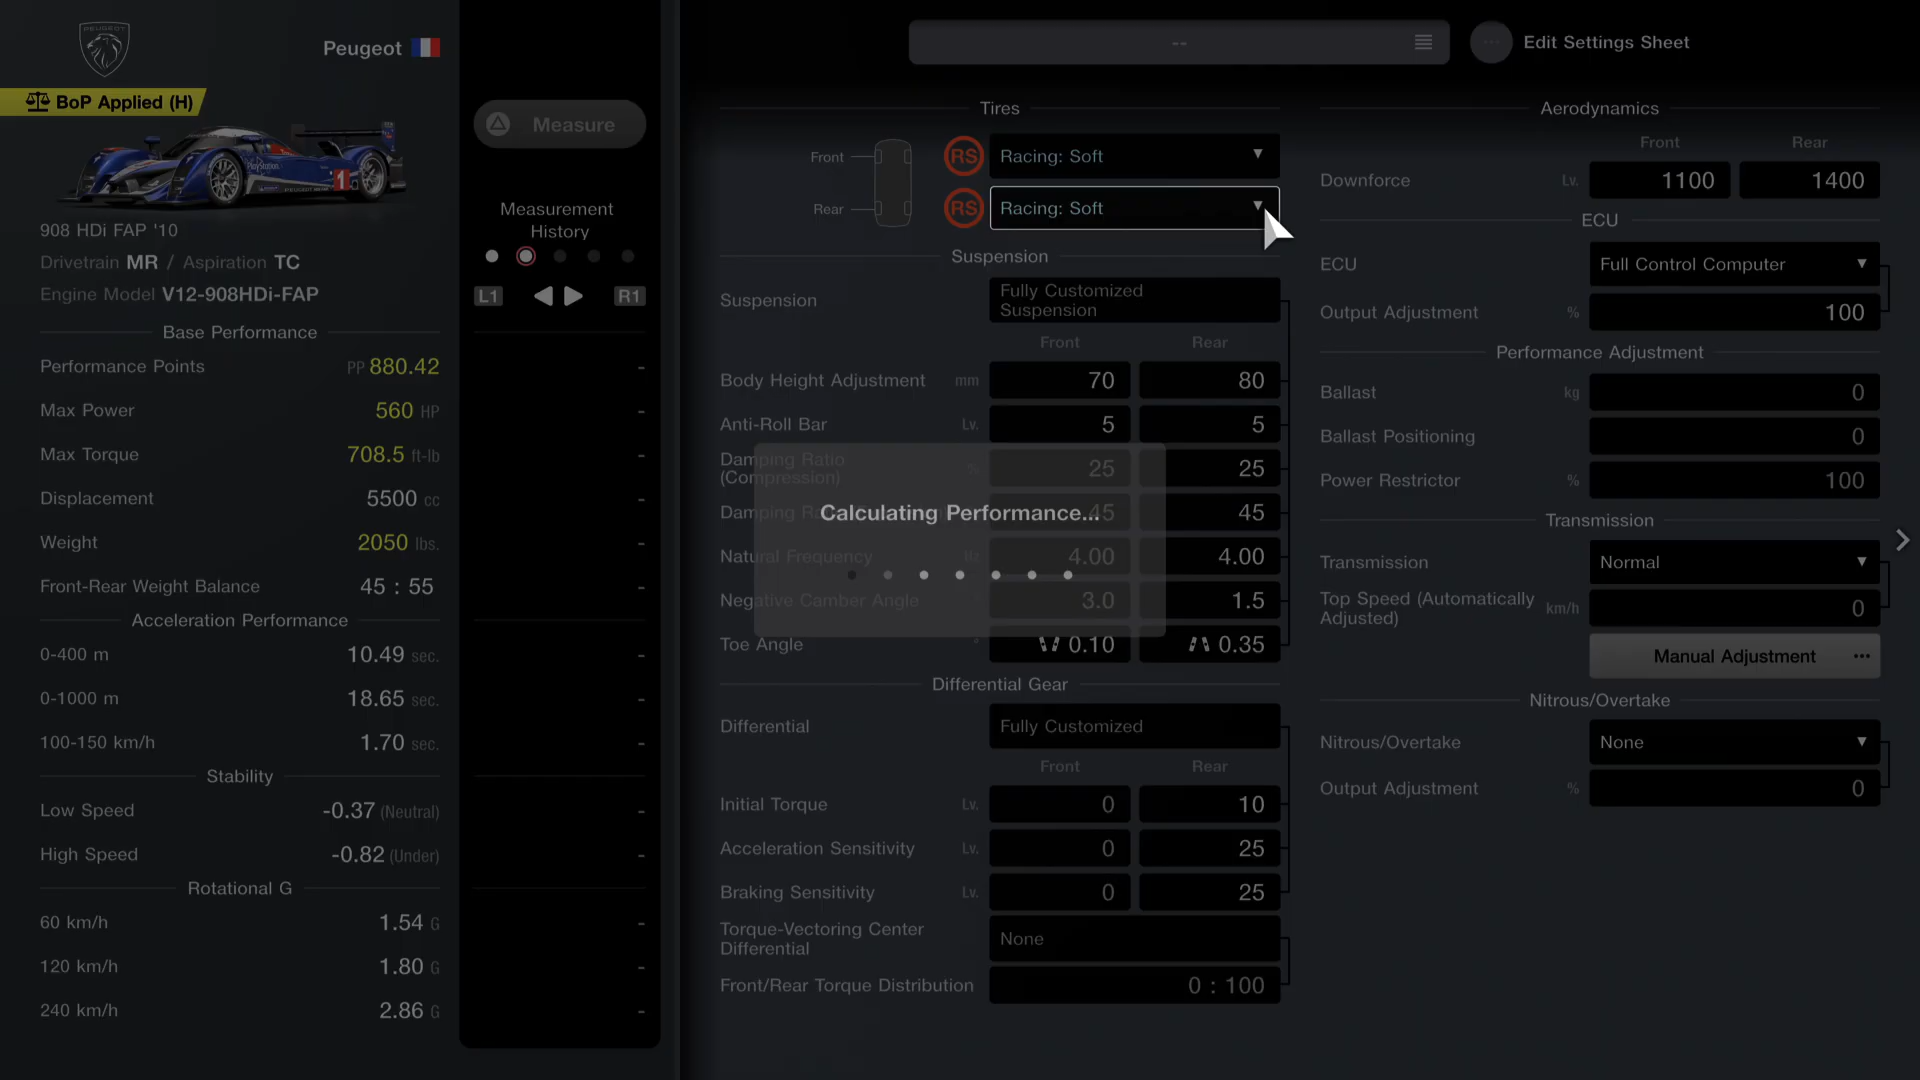 PEUGEOT
Peugeot
BoP Applied (H)
908 HDi FAP '10
Drivetrain MR / Aspiration TC
Engine Model V12-908HDi-FAP
Base Performance
Performance Points PP 880.42
Max Power 560 HP
Max Torque 708.5 ft-lb
Displacement 5500 cc
Weight 2050 lbs.
Front-Rear Weight Balance 45 : 55
Acceleration Performance
0-400 m 10.49 sec.
0-1000 m 18.65 sec.
100-150 km/h 1.70 sec.
Stability
Low Speed -0.37 (Neutral)
High Speed -0.82 (Under)
Rotational G
60 km/h 1.54 G
120 km/h 1.80 G
240 km/h 2.86 G
Measure
Measurement
History
L1 R1
--
Edit Settings Sheet
Tires
Front RS Racing: Soft
Rear RS Racing: Soft
Suspension
Suspension Fully Customized
Suspension
Front Rear
Body Height Adjustment mm 70 80
Anti-Roll Bar Lv. 5 5
Damping Ratio
(Compression) % 25 25
Calculating Performance...
45 45
Natural Frequency Hz 4.00 4.00
Negative Camber Angle 3.0 1.5
Toe Angle ° 0.10 0.35
Differential Gear
Differential Fully Customized
Front Rear
Initial Torque Lv. 0 10
Acceleration Sensitivity Lv. 0 25
Braking Sensitivity Lv. 0 25
Torque-Vectoring Center
Differential None
Front/Rear Torque Distribution 0 : 100
Aerodynamics
Front Rear
Downforce Lv. 1100 1400
ECU
ECU Full Control Computer
Output Adjustment % 100
Performance Adjustment
Ballast kg 0
Ballast Positioning 0
Power Restrictor % 100
Transmission
Transmission Normal
Top Speed (Automatically
Adjusted) km/h 0
Manual Adjustment ...
Nitrous/Overtake
Nitrous/Overtake None
Output Adjustment % 0